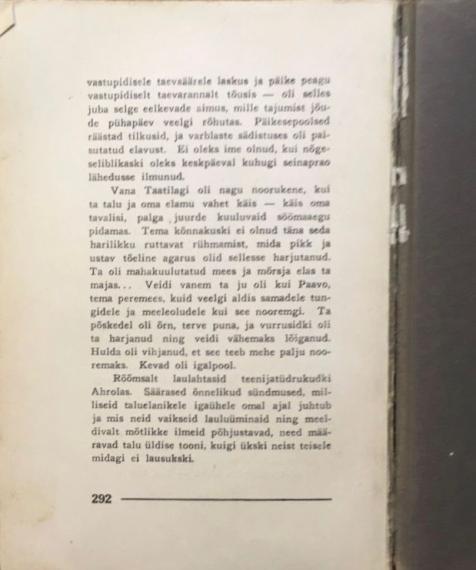 vastupidisele taevaäärele laskus ja päike peagu
vastupidiselt taevarannalt tõusis — oli selles
juba selge eelkevade aimus, mille tajumist jõu-
de pühapäev veelgi rõhutas. Päikesepoolsed
räästad tilkusid, ja varblaste sädistuses oli pai-
sutatud elavust. Ei oleks ime olnud, kui nõge-
seliblikaski oleks keskpäeval kuhugi seinaprao
lähedusse ilmunud.
Vana Taatilagi oli nagu noorukene, kui
ta talu ja oma elamu vahet käis — käis oma
tavalisi, palga juurde kuuluvaid söömaaegu
pidamas. Tema kõnnakuski ei olnud täna seda
harilikku ruttavat rühmamist, mida pikk ja
ustav tõeline agarus olid sellesse harjutanud.
Ta oli mahakuulutatud mees ja mõrsja elas ta
majas... Veidi vanem ta ju oli kui Paavo,
tema peremees, kuid veelgi aldis samadele tun-
gidele ja meeleoludele kui see nooremgi. Ta
põskedel oli õrn, terve puna, ja vurrusidki oli
ta harjanud ning veidi vähemaks lõiganud.
Hulda oli vihjanud, et see teeb mehe palju noo-
remaks. Kevad oli igalpool.
Rõõmsalt laulahtasid teenijatüdrukudki
Ahrolas. Säärased õnnelikud sündmused, mil-
liseid taluelanikele igaühele omal ajal juhtub
ja mis neid vaikseid lauluüminaid ning meel-
divalt mõtlikke ilmeid põhjustavad, need mää-
ravad talu üldise tooni, kuigi ükski neist teisele
midagi ei lausukski.
292